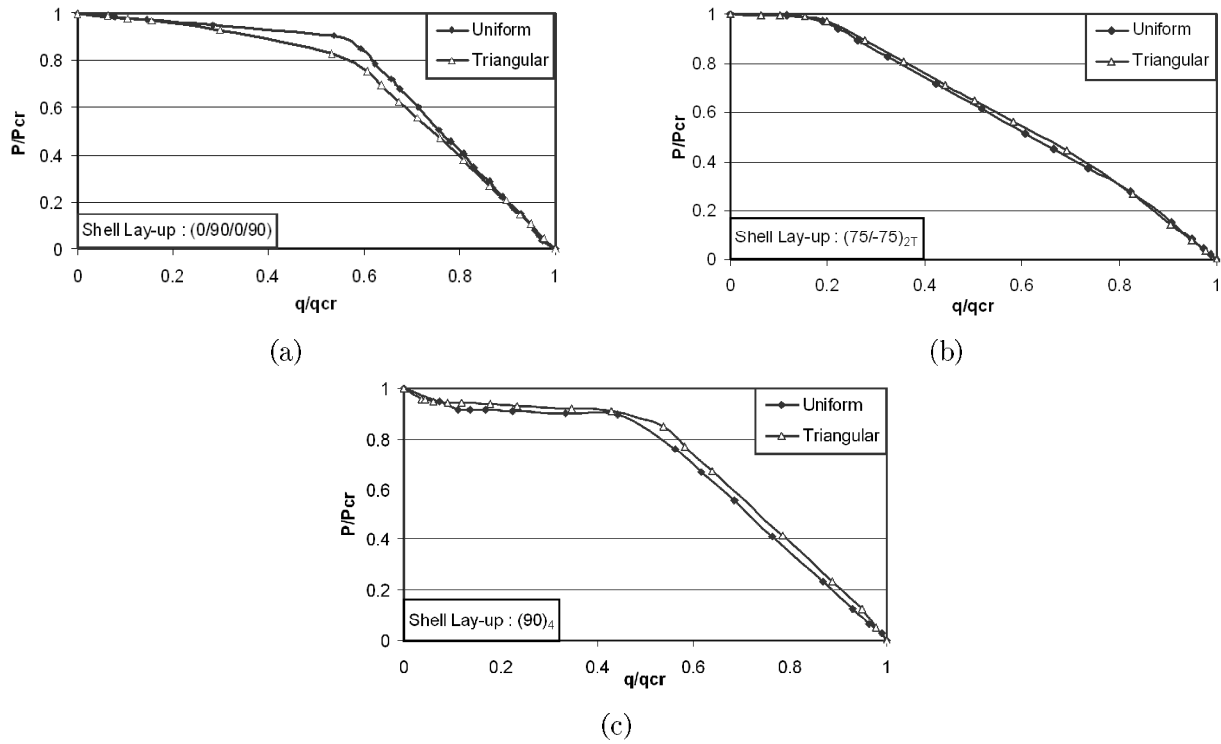 1
0.8
0.6
0.4
0.2
0
P/Pcr
Uniform
Triangular
Shell Lay-up : (0/90/0/90)
0 0.2 0.4 0.6 0.8 1
q/qcr
(a)
1
0.8
0.6
0.4
0.2
0
P/Pcr
Uniform
Triangular
Shell Lay-up : (75/-75)2T
0 0.2 0.4 0.6 0.8 1
q/qcr
(b)
1
0.8
0.6
0.4
0.2
0
P/Pcr
Uniform
Triangular
Shell Lay-up : (90)4
0 0.2 0.4 0.6 0.8 1
q/qcr
(c)